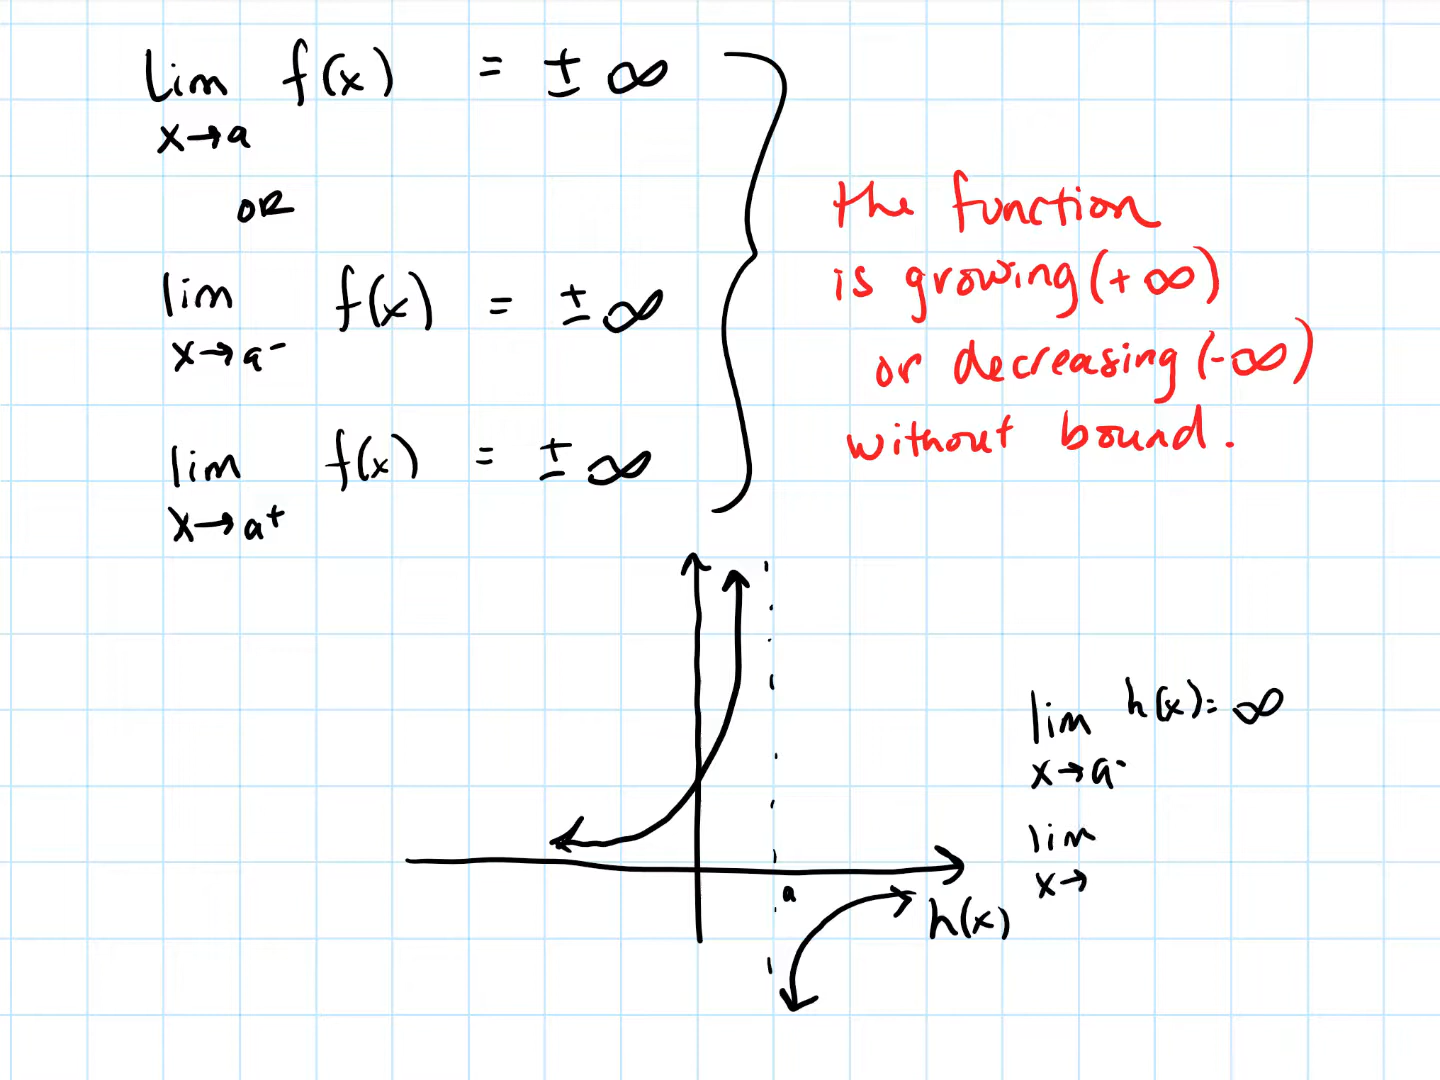 lim f(x) = ± ∞
x→a
OR
lim f(x) = ± ∞
x→a⁻
lim f(x) = ± ∞
x→a⁺
the function
is growing (+∞)
or decreasing (-∞)
without bound.
lim h(x) = ∞
x→a⁻
lim
x→
a
h(x)